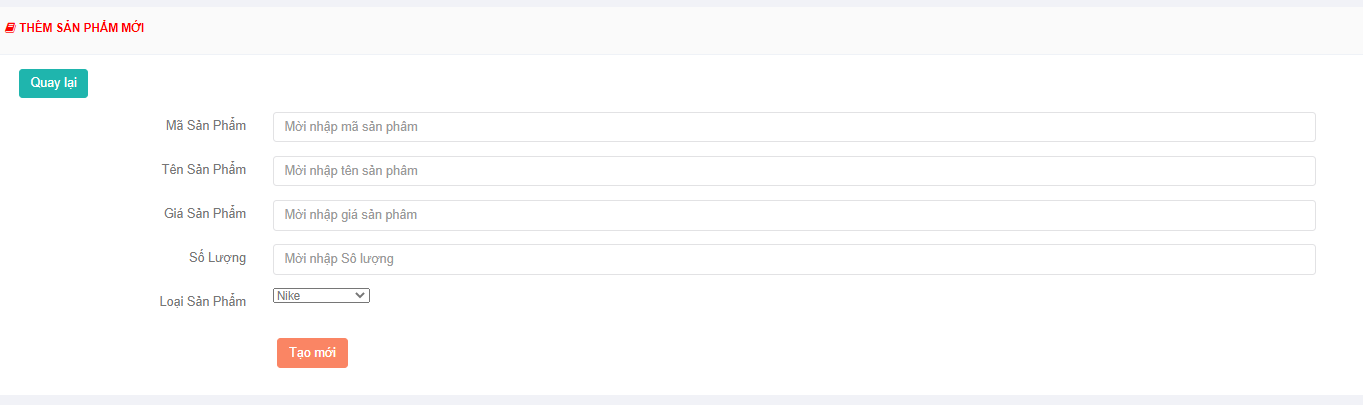 THÊM SẢN PHẨM MỚI
Quay lại
Mã Sản Phẩm Mời nhập mã sản phâm
Tên Sản Phẩm Mời nhập tên sản phâm
Giá Sản Phẩm Mời nhập giá sản phâm
Số Lượng Mời nhập Sô lượng
Loại Sản Phẩm Nike
Tạo mới